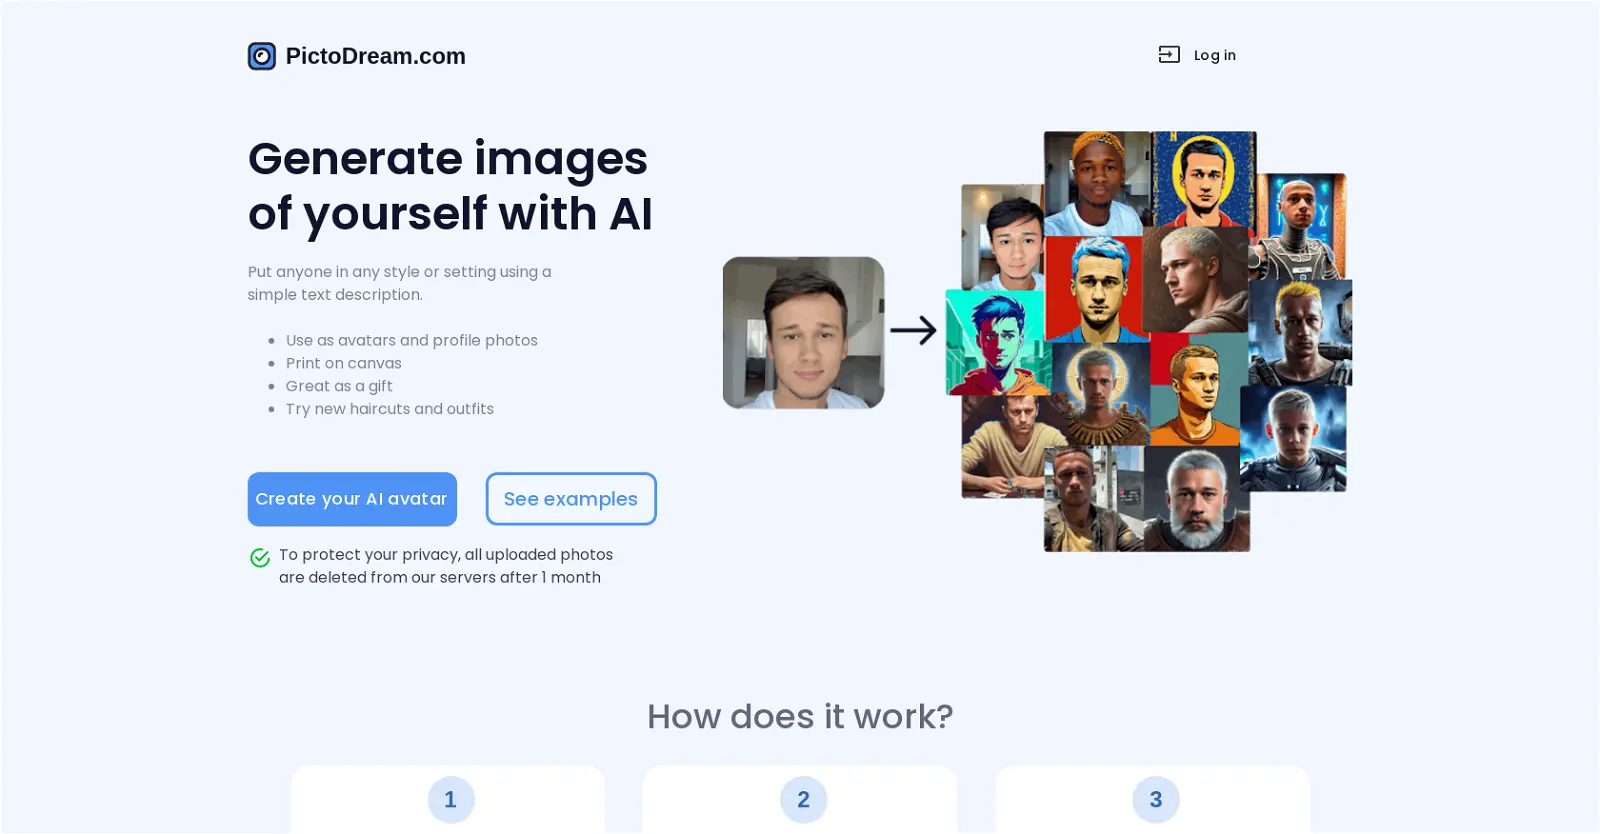 PictoDream.com
Log in
Generate images
of yourself with AI
Put anyone in any style or setting using a
simple text description.
Use as avatars and profile photos
Print on canvas
Great as a gift
Try new haircuts and outfits
Create your AI avatar
See examples
To protect your privacy, all uploaded photos
are deleted from our servers after 1 month
How does it work?
1
2
3